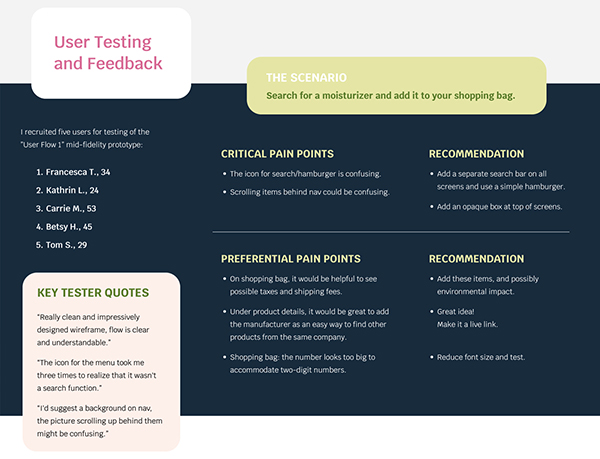 User Testing
and Feedback
I recruited five users for testing of the
"User Flow 1" mid-fidelity prototype:
1. Francesca T., 34
2. Kathrin L., 24
3. Carrie M., 53
4. Betsy H., 45
5. Tom S., 29
KEY TESTER QUOTES
"Really clean and impressively
designed wireframe, flow is clear
and understandable."
"The icon for the menu took me
three times to realize that it wasn't
a search function."
"I'd suggest a background on nav,
the picture scrolling up behind them
might be confusing."
THE SCENARIO
Search for a moisturizer and add it to your shopping bag.
CRITICAL PAIN POINTS
• The icon for search/hamburger is confusing.
• Scrolling items behind nav could be confusing.
RECOMMENDATION
• Add a separate search bar on all
screens and use a simple hamburger.
• Add an opaque box at top of screens.
PREFERENTIAL PAIN POINTS
• On shopping bag, it would be helpful to see
possible taxes and shipping fees.
• Under product details, it would be great to add
the manufacturer as an easy way to find other
products from the same company.
• Shopping bag: the number looks too big to
accommodate two-digit numbers.
RECOMMENDATION
• Add these items, and possibly
environmental impact.
• Great idea!
Make it a live link.
• Reduce font size and test.